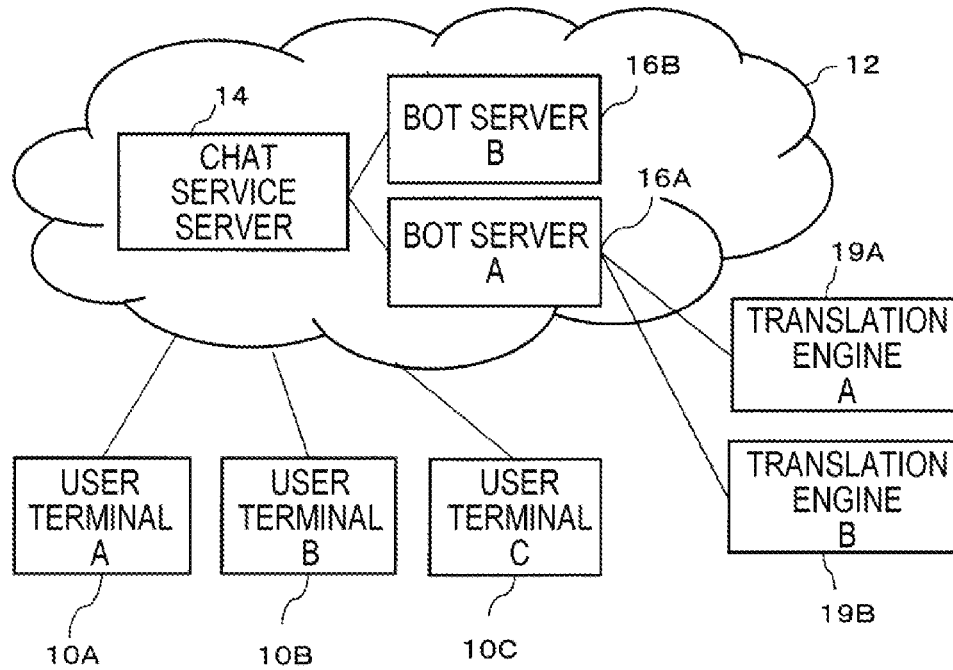 12
14
16B
CHAT
SERVICE
SERVER
BOT SERVER
B
16A
BOT SERVER
A
19A
TRANSLATION
ENGINE
A
TRANSLATION
ENGINE
B
19B
USER
TERMINAL
A
10A
USER
TERMINAL
B
10B
USER
TERMINAL
C
10C